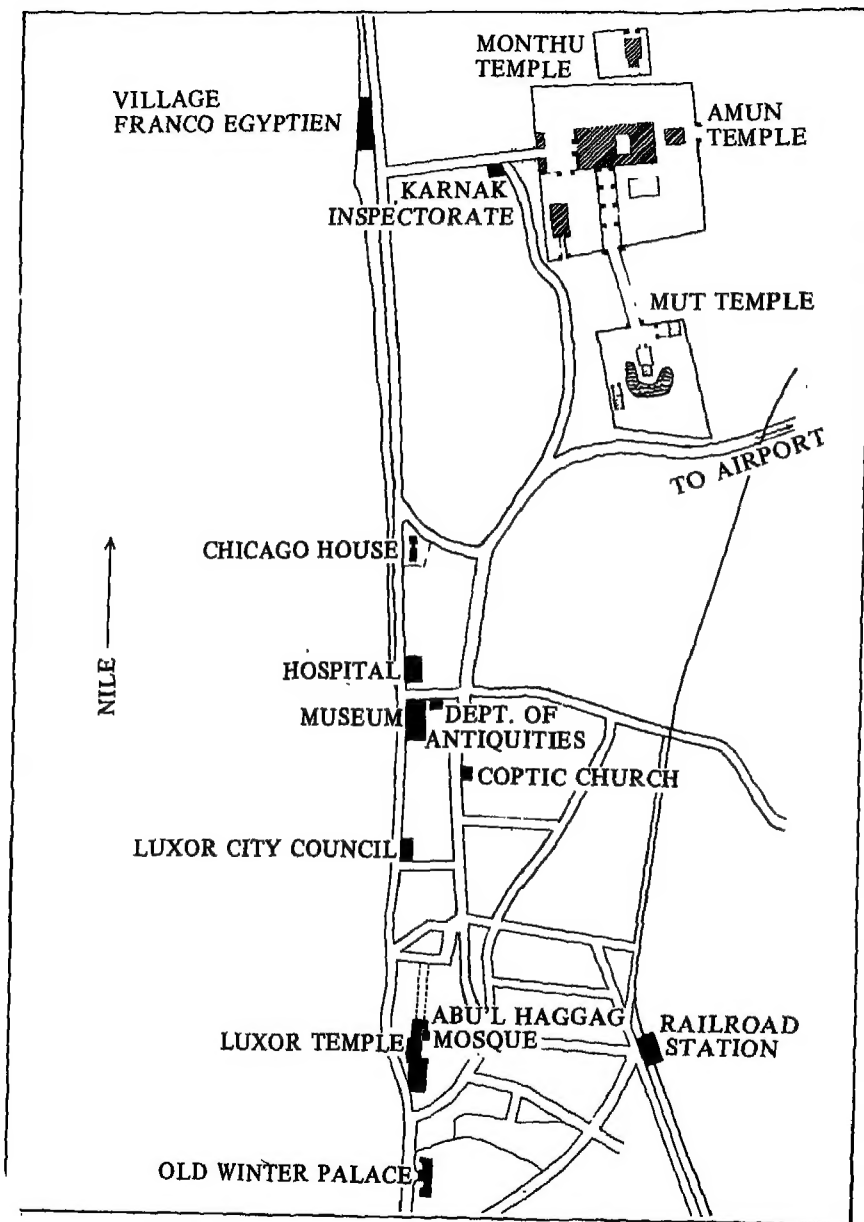 MONTHU
TEMPLE
VILLAGE
FRANCO EGYPTIEN
AMUN
TEMPLE
KARNAK
INSPECTORATE
MUT TEMPLE
TO AIRPORT
CHICAGO HOUSE
NILE
HOSPITAL
MUSEUM
DEPT. OF
ANTIQUITIES
COPTIC CHURCH
LUXOR CITY COUNCIL
ABU'L HAGGAG
MOSQUE
LUXOR TEMPLE
RAILROAD
STATION
OLD WINTER PALACE